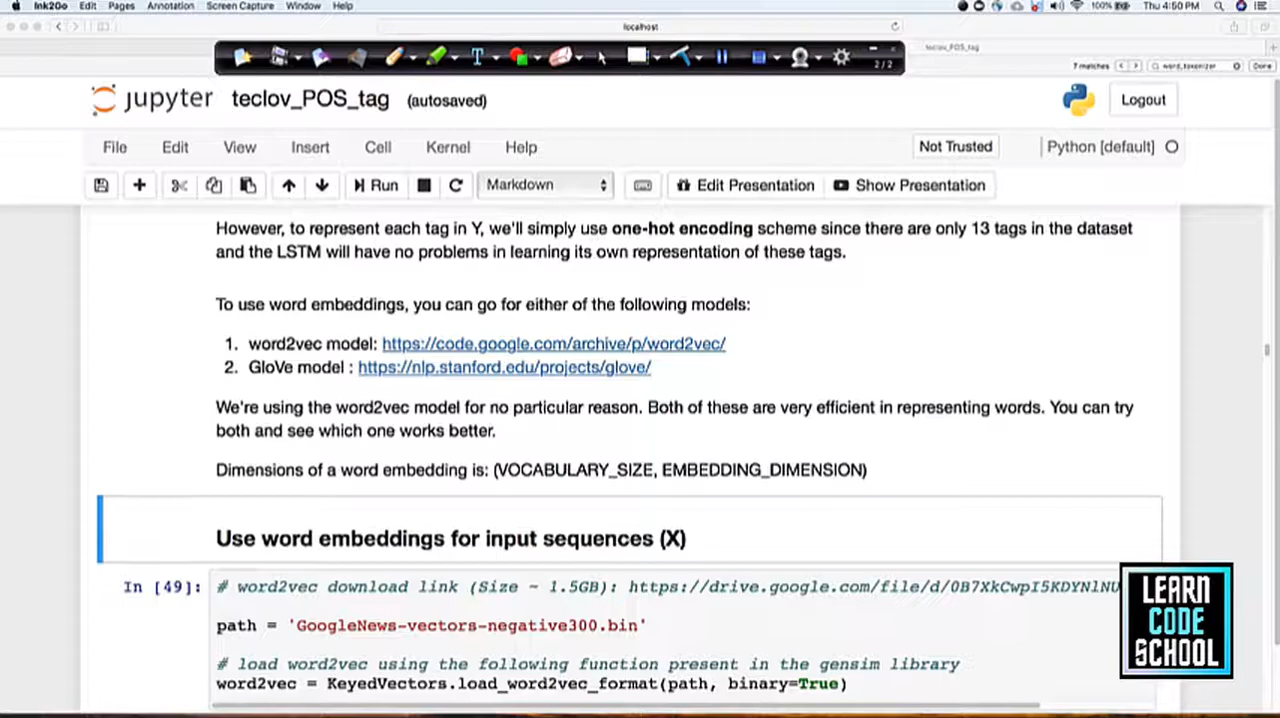 Ink2Go Edit Pages Annotation Screen Capture Window Help 100% Thu 4:50 PM
localhost
teclov_POS_tag
2/2
7 matches word_tokenizer Done
jupyter teclov_POS_tag (autosaved) Logout
File Edit View Insert Cell Kernel Help Not Trusted Python [default]
Run Markdown Edit Presentation Show Presentation
However, to represent each tag in Y, we'll simply use one-hot encoding scheme since there are only 13 tags in the dataset
and the LSTM will have no problems in learning its own representation of these tags.
To use word embeddings, you can go for either of the following models:
1. word2vec model: https://code.google.com/archive/p/word2vec/
2. GloVe model : https://nlp.stanford.edu/projects/glove/
We're using the word2vec model for no particular reason. Both of these are very efficient in representing words. You can try
both and see which one works better.
Dimensions of a word embedding is: (VOCABULARY_SIZE, EMBEDDING_DIMENSION)
Use word embeddings for input sequences (X)
In [49]: # word2vec download link (Size ~ 1.5GB): https://drive.google.com/file/d/0B7XkCwpI5KDYNlNU
path = 'GoogleNews-vectors-negative300.bin'
# load word2vec using the following function present in the gensim library
word2vec = KeyedVectors.load_word2vec_format(path, binary=True)
LEARN
CODE
SCHOOL